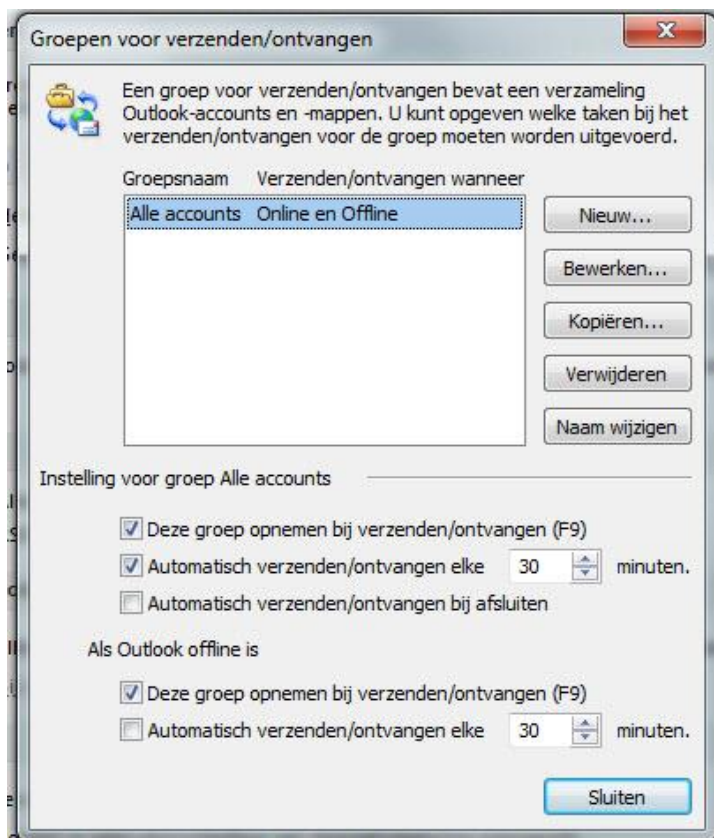 Groepen voor verzenden/ontvangen
Een groep voor verzenden/ontvangen bevat een verzameling
Outlook-accounts en -mappen. U kunt opgeven welke taken bij het
verzenden/ontvangen voor de groep moeten worden uitgevoerd.
Groepsnaam Verzenden/ontvangen wanneer
Alle accounts Online en Offline
Nieuw...
Bewerken...
Kopiëren...
Verwijderen
Naam wijzigen
Instelling voor groep Alle accounts
Deze groep opnemen bij verzenden/ontvangen (F9)
Automatisch verzenden/ontvangen elke 30 minuten.
Automatisch verzenden/ontvangen bij afsluiten
Als Outlook offline is
Deze groep opnemen bij verzenden/ontvangen (F9)
Automatisch verzenden/ontvangen elke 30 minuten.
Sluiten